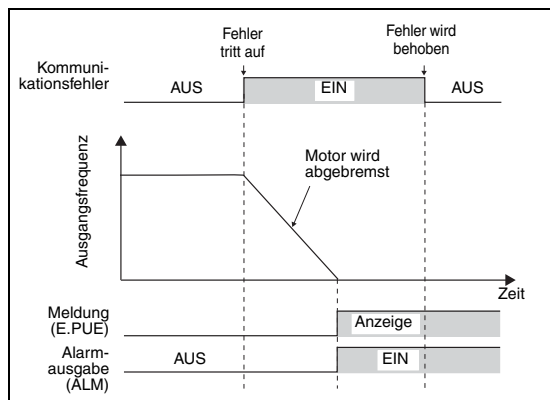 Fehler
tritt auf
Fehler wird
behoben
Kommuni-
kationsfehler
AUS
EIN
AUS
Ausgangsfrequenz
Motor wird
abgebremst
Zeit
Meldung
(E.PUE)
Anzeige
Alarm-
ausgabe
(ALM)
AUS
EIN